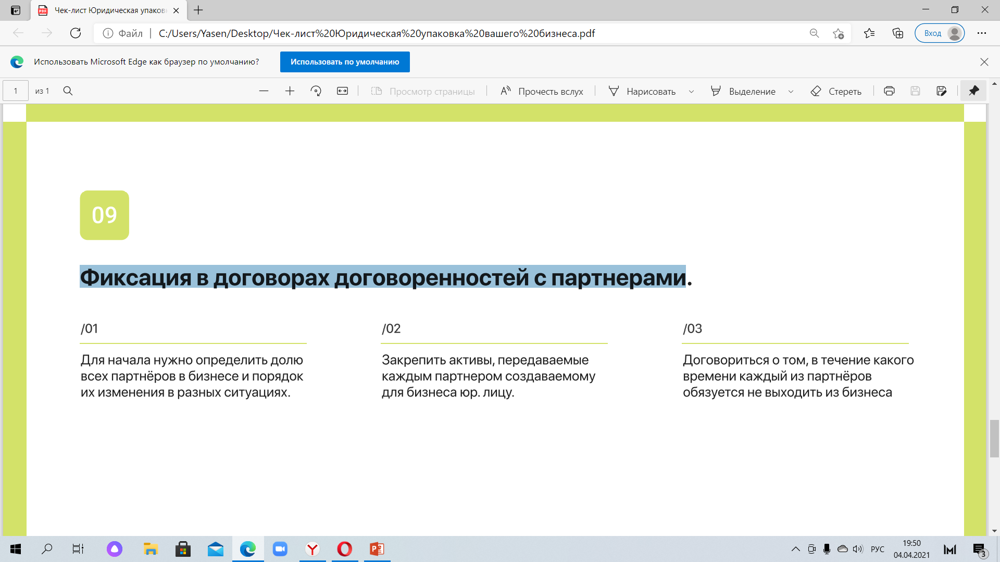 Чек-лист Юридическая упаков
Файл
C:/Users/Yasen/Desktop/Чек-лист%20Юридическая%20упаковка%20вашего%20бизнеса.pdf
Вход
Использовать Microsoft Edge как браузер по умолчанию?
Использовать по умолчанию
1 из 1
Просмотр страницы
Прочесть вслух
Нарисовать
Выделение
Стереть
09
Фиксация в договорах договоренностей с партнерами.
/01
Для начала нужно определить долю
всех партнёров в бизнесе и порядок
их изменения в разных ситуациях.
/02
Закрепить активы, передаваемые
каждым партнером создаваемому
для бизнеса юр. лицу.
/03
Договориться о том, в течение какого
времени каждый из партнёров
обязуется не выходить из бизнеса
РУС
19:50
04.04.2021
3